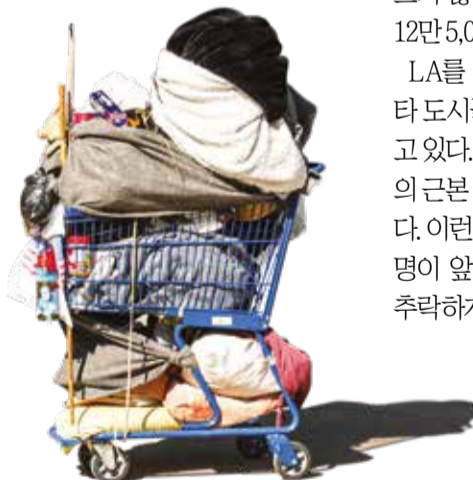 12만 5,0
LA를
타 도시
고 있다.
의 근본
다. 이런
명이 앞
추락하